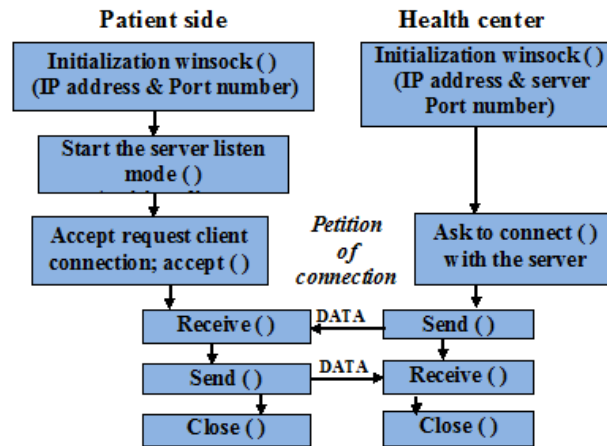 Patient side
Health center
Initialization winsock ( )
(IP address & Port number)
Initialization winsock ( )
(IP address & server
Port number)
Start the server listen
mode ( )
Accept request client
connection; accept ( )
Petition
of
connection
Ask to connect ( )
with the server
Receive ( )
DATA
Send ( )
Send ( )
DATA
Receive ( )
Close ( )
Close ( )